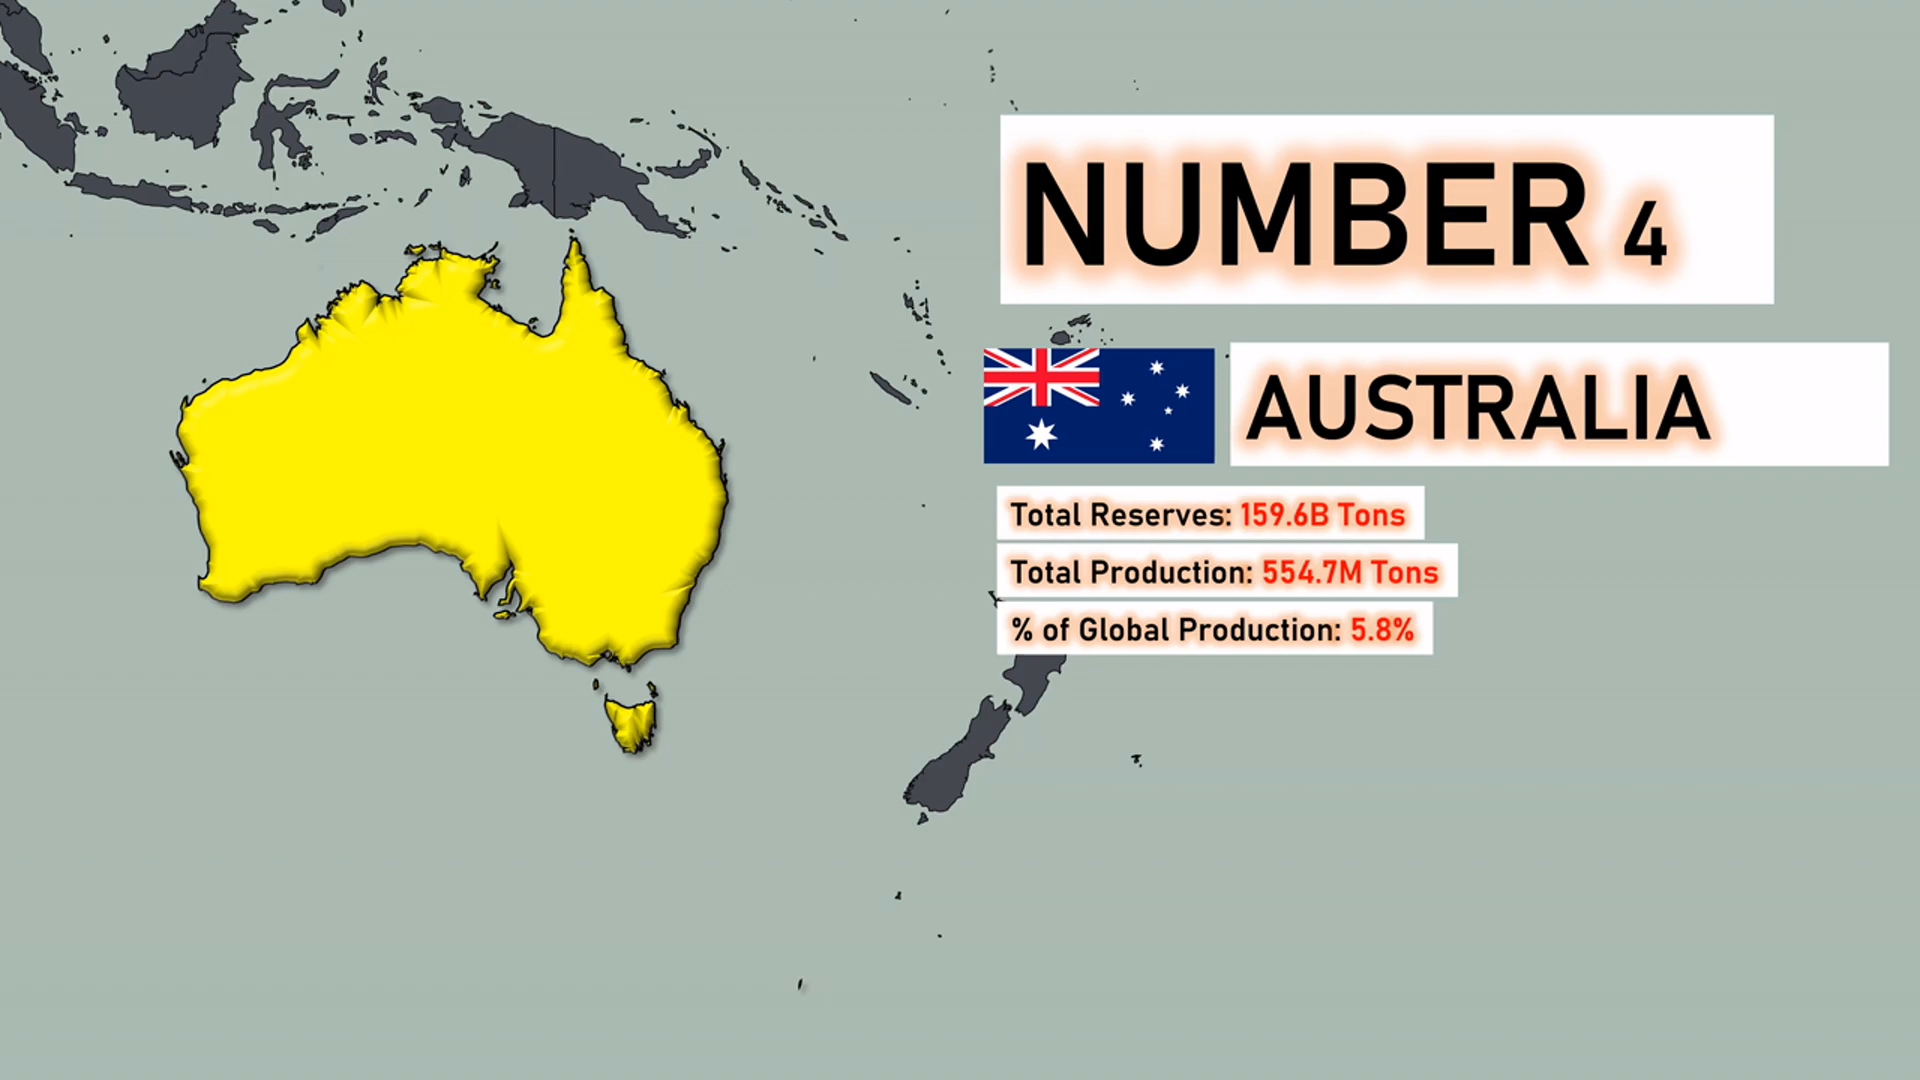 NUMBER 4
AUSTRALIA
Total Reserves: 159.6B Tons
Total Production: 554.7M Tons
% of Global Production: 5.8%